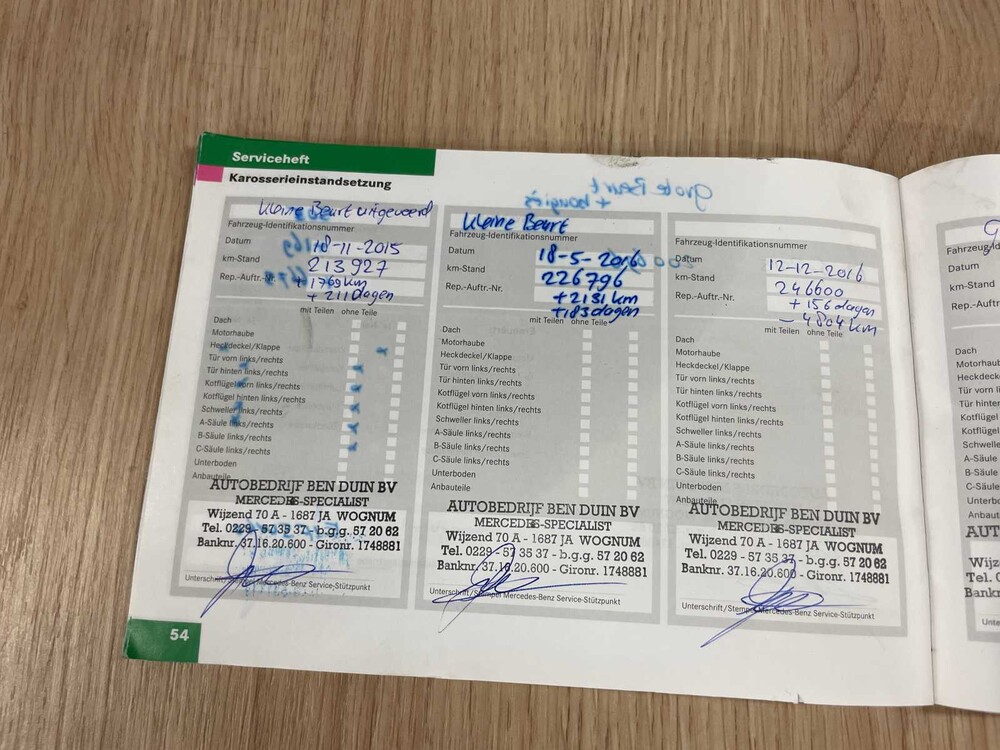 Serviceheft
Karosserieinstandsetzung
Kleine Beurt uitgevoerd
Fahrzeug-Identifikationsnummer
Datum 18-11-2015
km-Stand 213927
Rep.-Auftr.-Nr. + 1769 km
+ 211 dagen
mit Teilen ohne Teile
Dach
Motorhaube
Heckdeckel/Klappe
Tür vorn links/rechts
Tür hinten links/rechts
Kotflügel vorn links/rechts
Kotflügel hinten links/rechts
Schweller links/rechts
A-Säule links/rechts
B-Säule links/rechts
C-Säule links/rechts
Unterboden
Anbauteile
AUTOBEDRIJF BEN DUIN BV
MERCEDES-SPECIALIST
Wijzend 70 A - 1687 JA WOGNUM
Tel. 0229 - 57 35 37 - b.g.g. 57 20 62
Banknr. 37.16.20.600 - Gironr. 1748881
Unterschrift/Stempel Mercedes-Benz Service-Stützpunkt
54
Kleine Beurt
Fahrzeug-Identifikationsnummer
Datum 18-5-2016
km-Stand 226796
Rep.-Auftr.-Nr. + 2131 km
+ 183 dagen
mit Teilen ohne Teile
Dach
Motorhaube
Heckdeckel/Klappe
Tür vorn links/rechts
Tür hinten links/rechts
Kotflügel vorn links/rechts
Kotflügel hinten links/rechts
Schweller links/rechts
A-Säule links/rechts
B-Säule links/rechts
C-Säule links/rechts
Unterboden
Anbauteile
AUTOBEDRIJF BEN DUIN BV
MERCEDES-SPECIALIST
Wijzend 70 A - 1687 JA WOGNUM
Tel. 0229 - 57 35 37 - b.g.g. 57 20 62
Banknr. 37.16.20.600 - Gironr. 1748881
Unterschrift/Stempel Mercedes-Benz Service-Stützpunkt
grote Beurt
+ bougies
Fahrzeug-Identifikationsnummer
Datum 12-12-2016
km-Stand 246600
Rep.-Auftr.-Nr. + 156 dagen
- 4804 km
mit Teilen ohne Teile
Dach
Motorhaube
Heckdeckel/Klappe
Tür vorn links/rechts
Tür hinten links/rechts
Kotflügel vorn links/rechts
Kotflügel hinten links/rechts
Schweller links/rechts
A-Säule links/rechts
B-Säule links/rechts
C-Säule links/rechts
Unterboden
Anbauteile
AUTOBEDRIJF BEN DUIN BV
MERCEDES-SPECIALIST
Wijzend 70 A - 1687 JA WOGNUM
Tel. 0229 - 57 35 37 - b.g.g. 57 20 62
Banknr. 37.16.20.600 - Gironr. 1748881
Unterschrift/Stempel Mercedes-Benz Service-Stützpunkt
Datum
km-Stand
Rep.-Auftr
Dach
Motorhaube